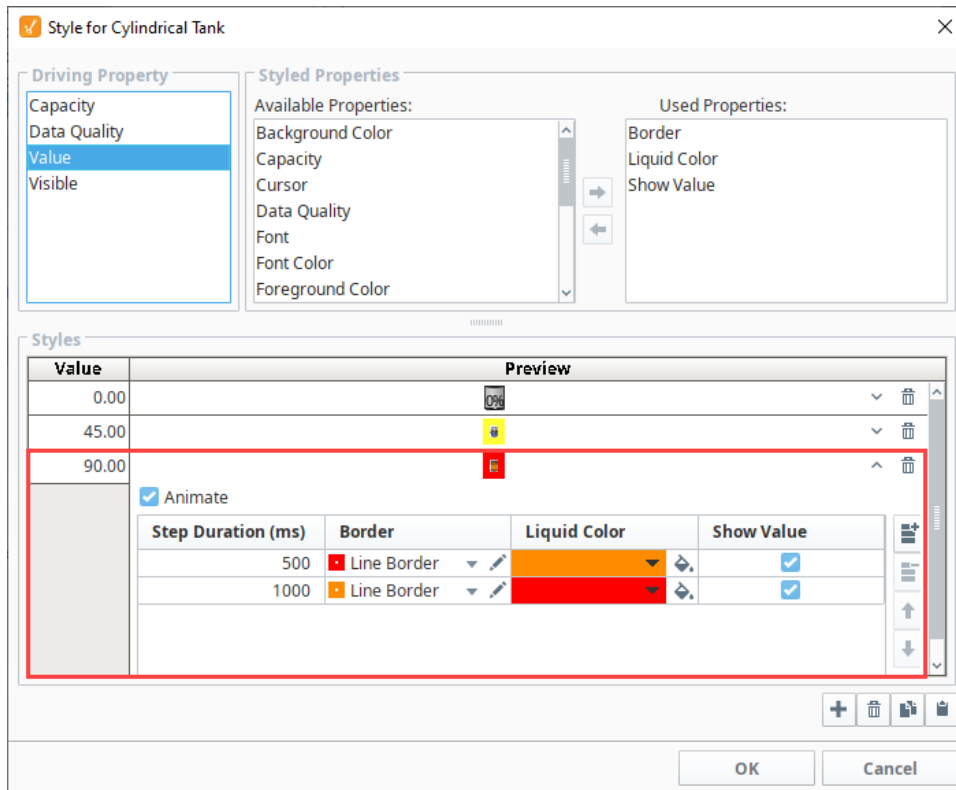 Style for Cylindrical Tank
Driving Property
Capacity
Data Quality
Value
Visible
Styled Properties
Available Properties:
Background Color
Capacity
Cursor
Data Quality
Font
Font Color
Foreground Color
Used Properties:
Border
Liquid Color
Show Value
Styles
Value Preview
0.00 0%
45.00
90.00
Animate
Step Duration (ms) Border Liquid Color Show Value
500 Line Border
1000 Line Border
OK Cancel